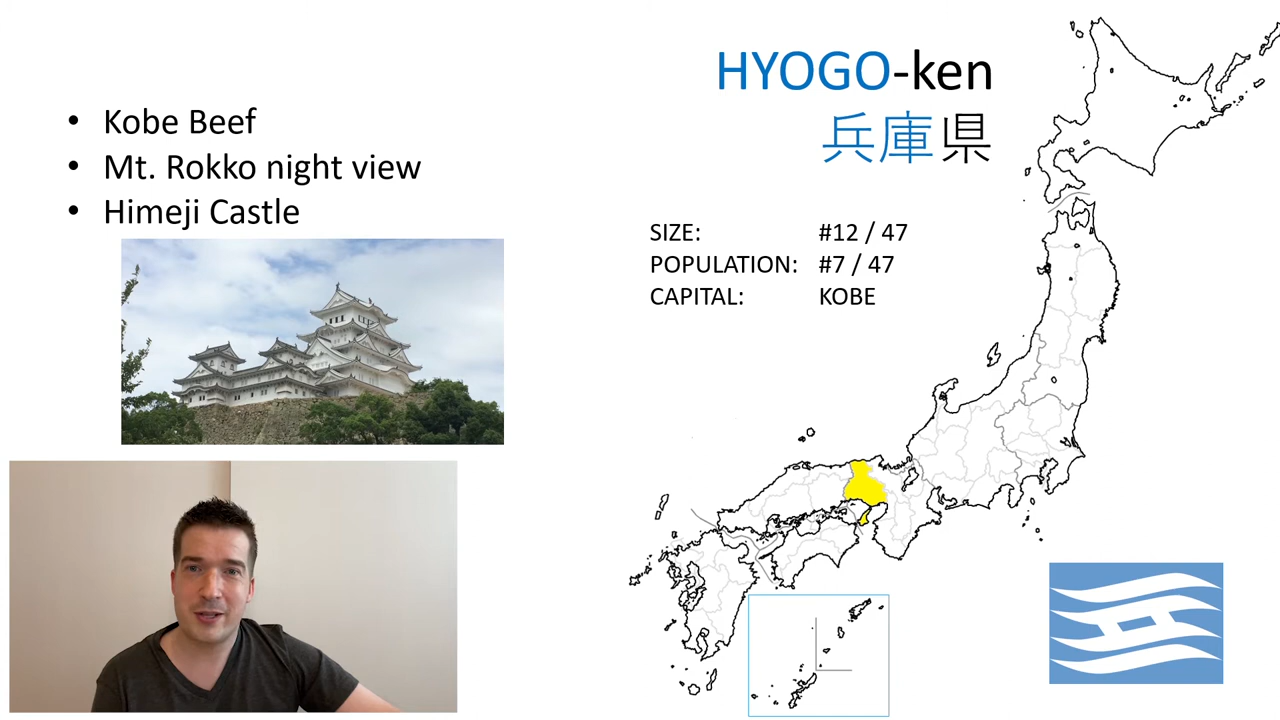 • Kobe Beef
• Mt. Rokko night view
• Himeji Castle
HYOGO-ken
兵庫県
SIZE: #12 / 47
POPULATION: #7 / 47
CAPITAL: KOBE